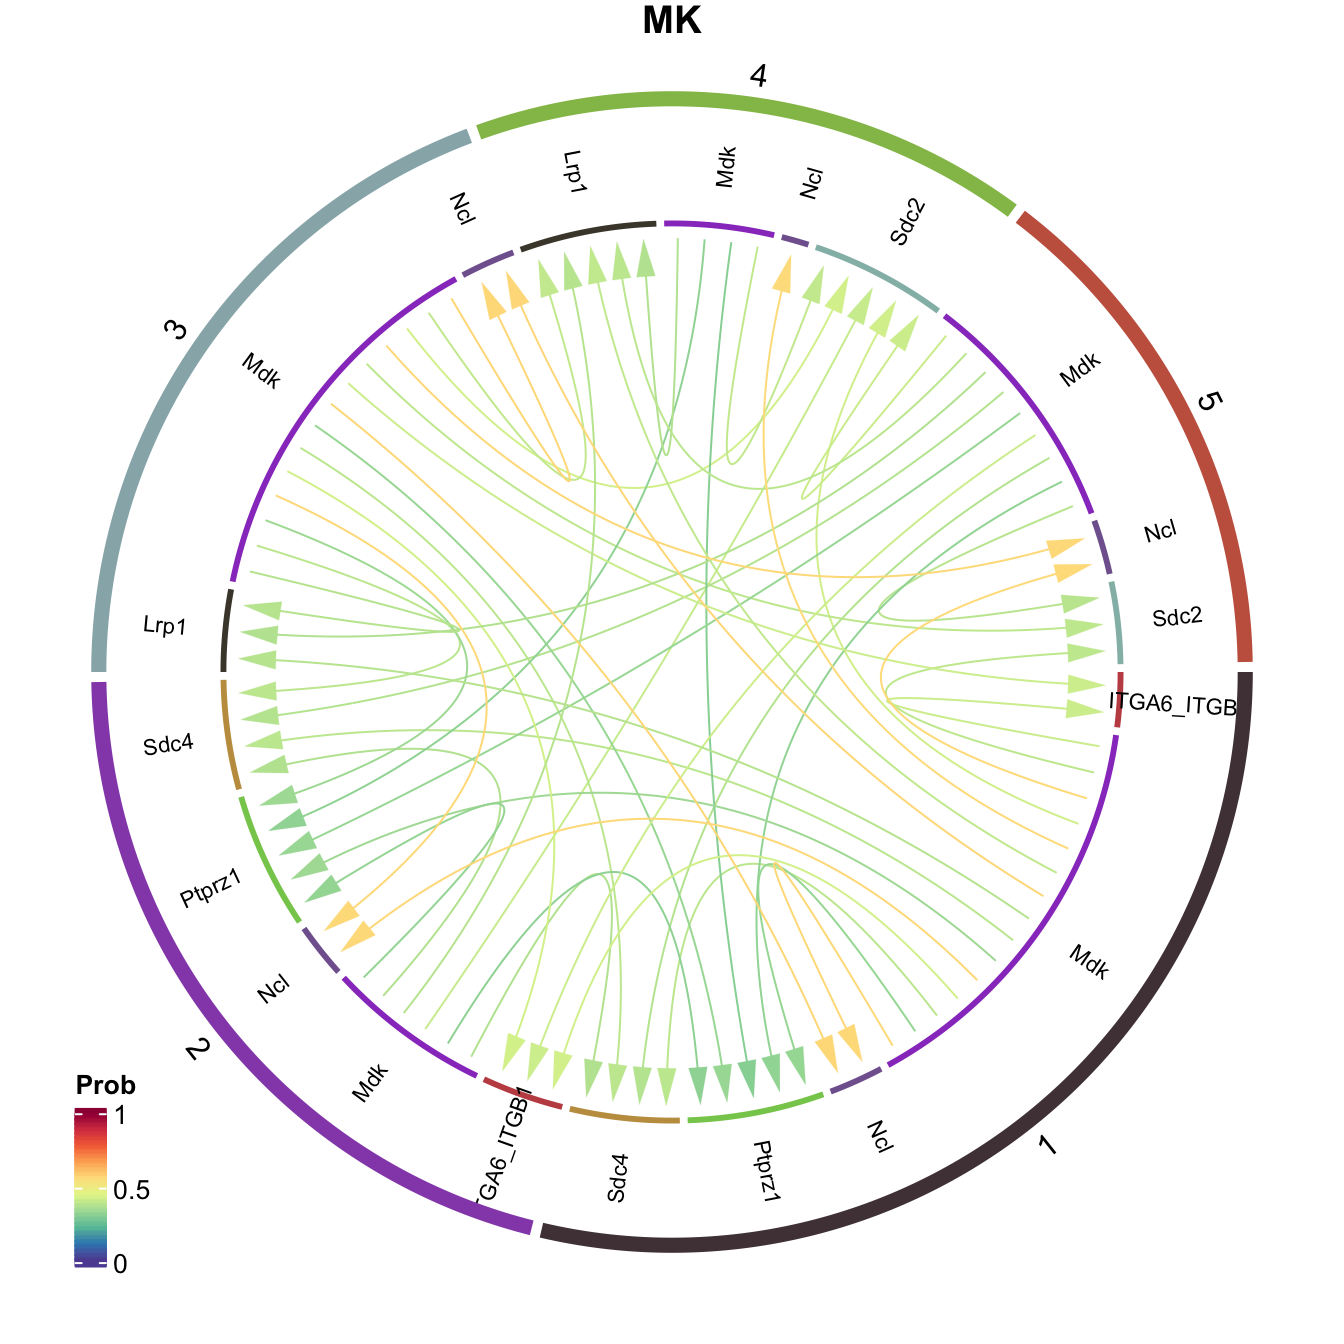 MK
4
Lrp1
Mdk
Ncl
Sdc2
Ncl
3
Mdk
Mdk
5
Ncl
Sdc2
Lrp1
ITGA6_ITGB
Sdc4
Ptprz1
Mdk
Ncl
2
Mdk
GA6_ITGB1
Sdc4
Ptprz1
Ncl
1
Prob
1
0.5
0